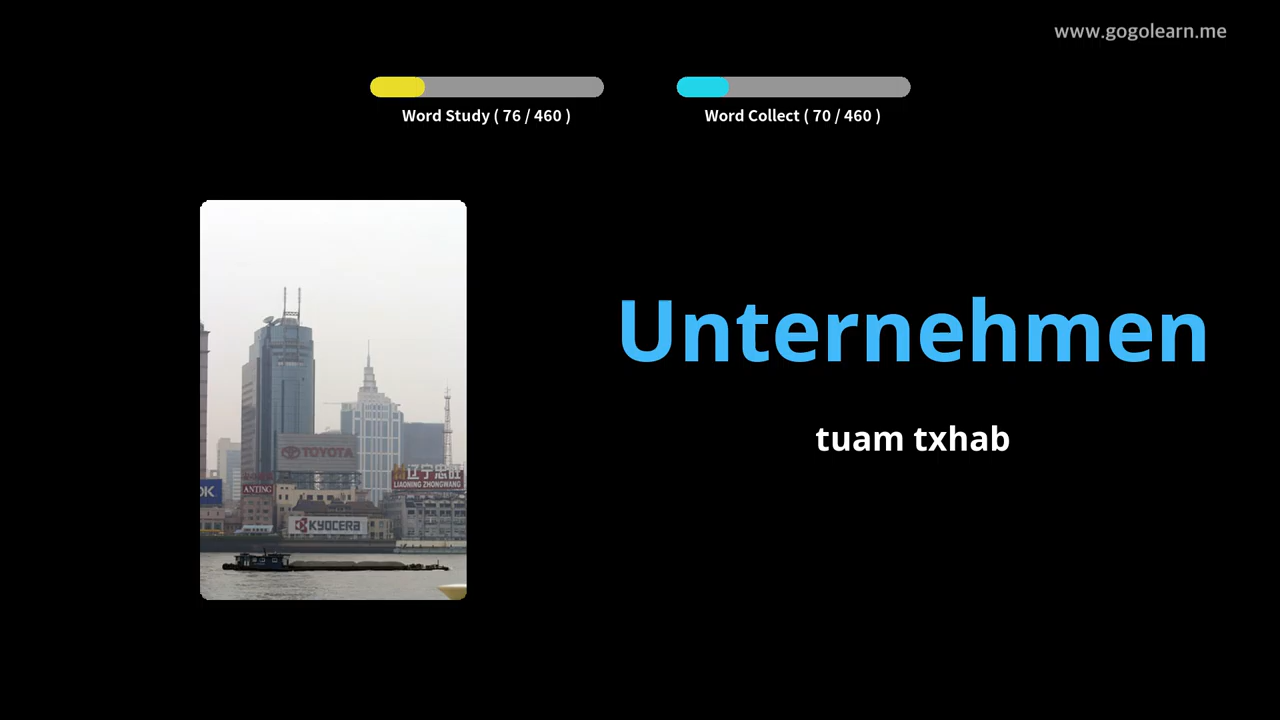 www.gogolearn.me
Word Study ( 76 / 460 )
Word Collect ( 70 / 460 )
Unternehmen
tuam txhab
TOYOTA
辽宁忠旺
LIAONING ZHONGWANG
OK
ANTING
KYOCERA